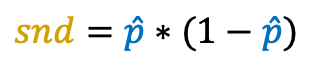 snd = p̂ * (1 − p̂)